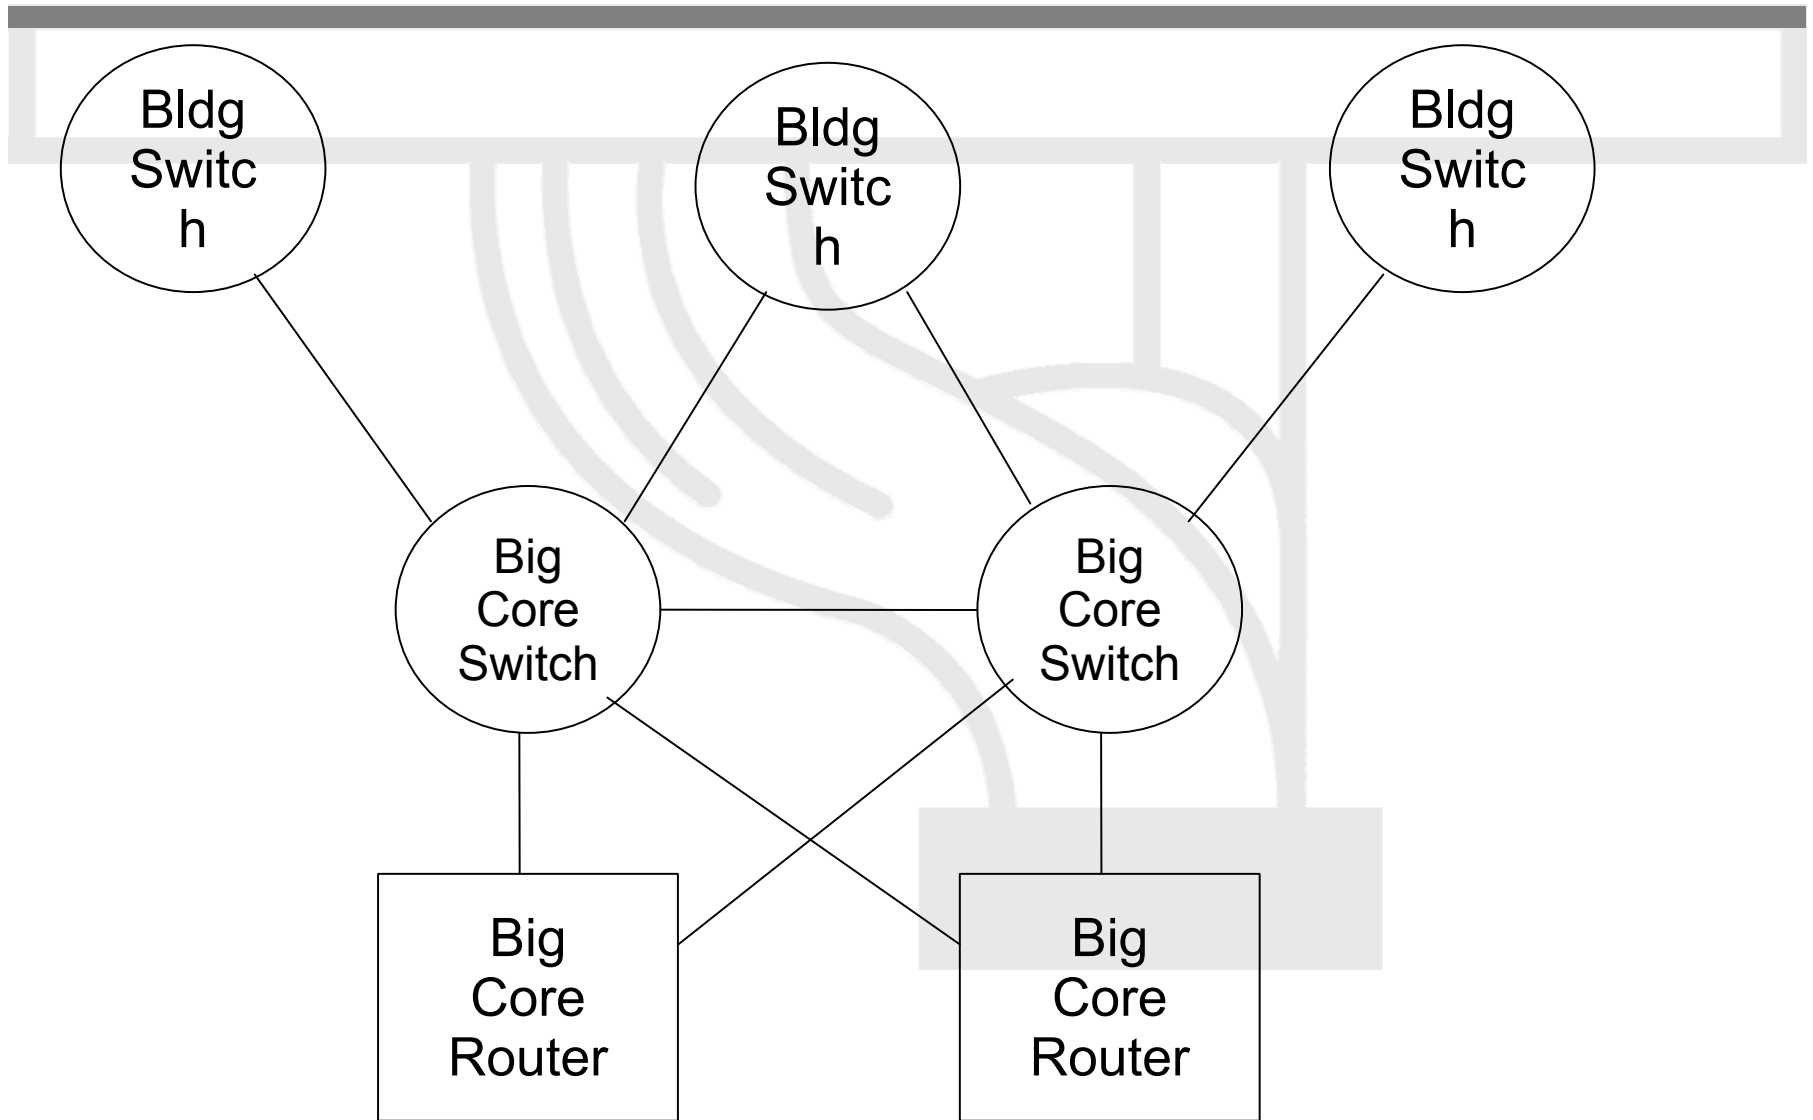 Bldg
Switc
h
Bldg
Switc
h
Bldg
Switc
h
Big
Core
Switch
Big
Core
Switch
Big
Core
Router
Big
Core
Router